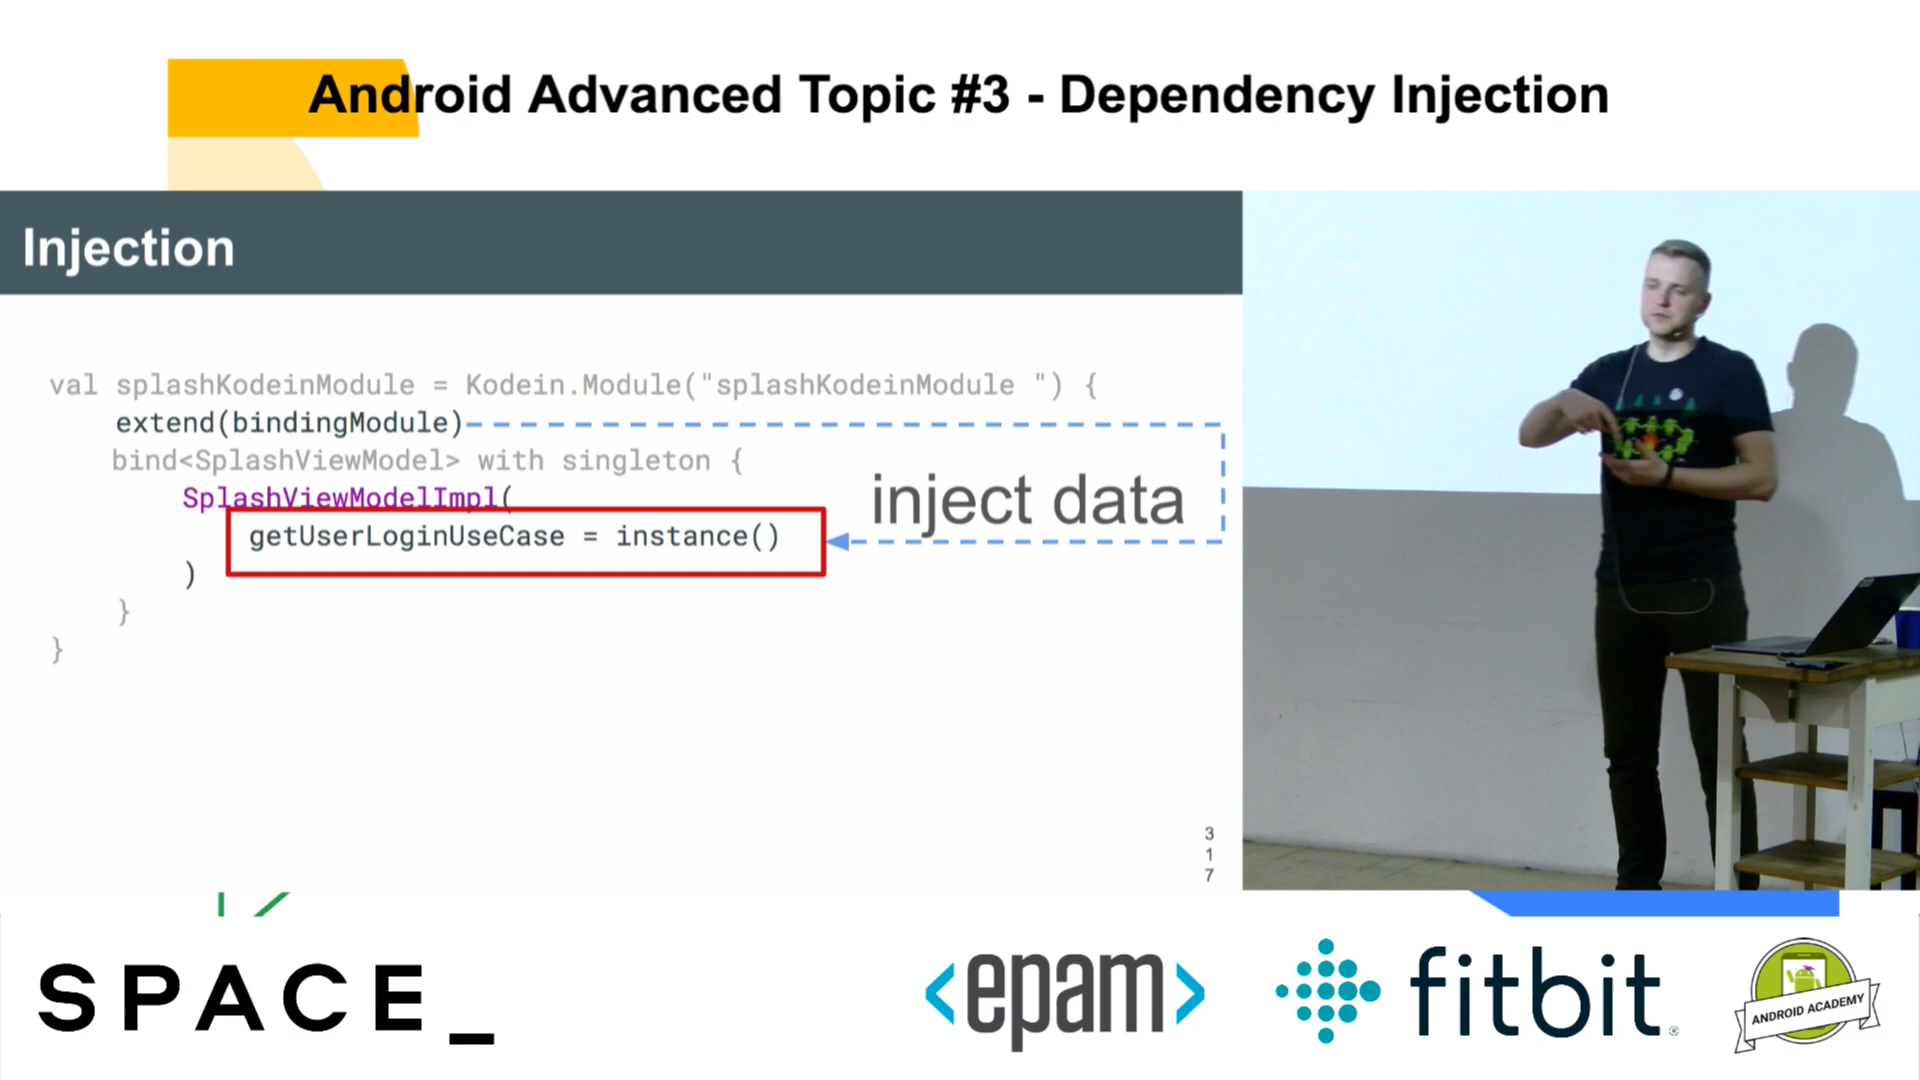 Android Advanced Topic #3 - Dependency Injection
Injection
val splashKodeinModule = Kodein.Module("splashKodeinModule ") {
extend(bindingModule)
bind<SplashViewModel> with singleton {
SplashViewModelImpl(
getUserLoginUseCase = instance()
)
}
}
inject data
3
1
7
SPACE_
<epam>
fitbit®
ANDROID ACADEMY